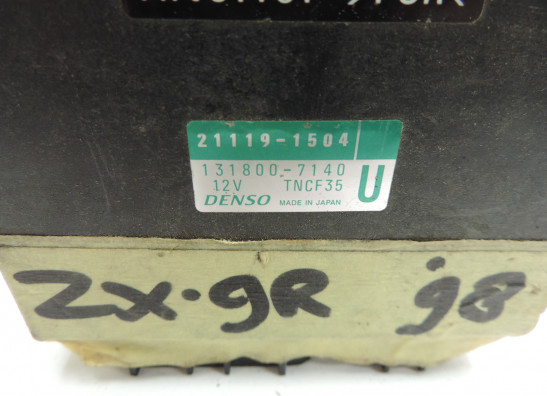 21119-1504
131800-7140
12V TNCF35 U
DENSO MADE IN JAPAN
ZX·9R 98